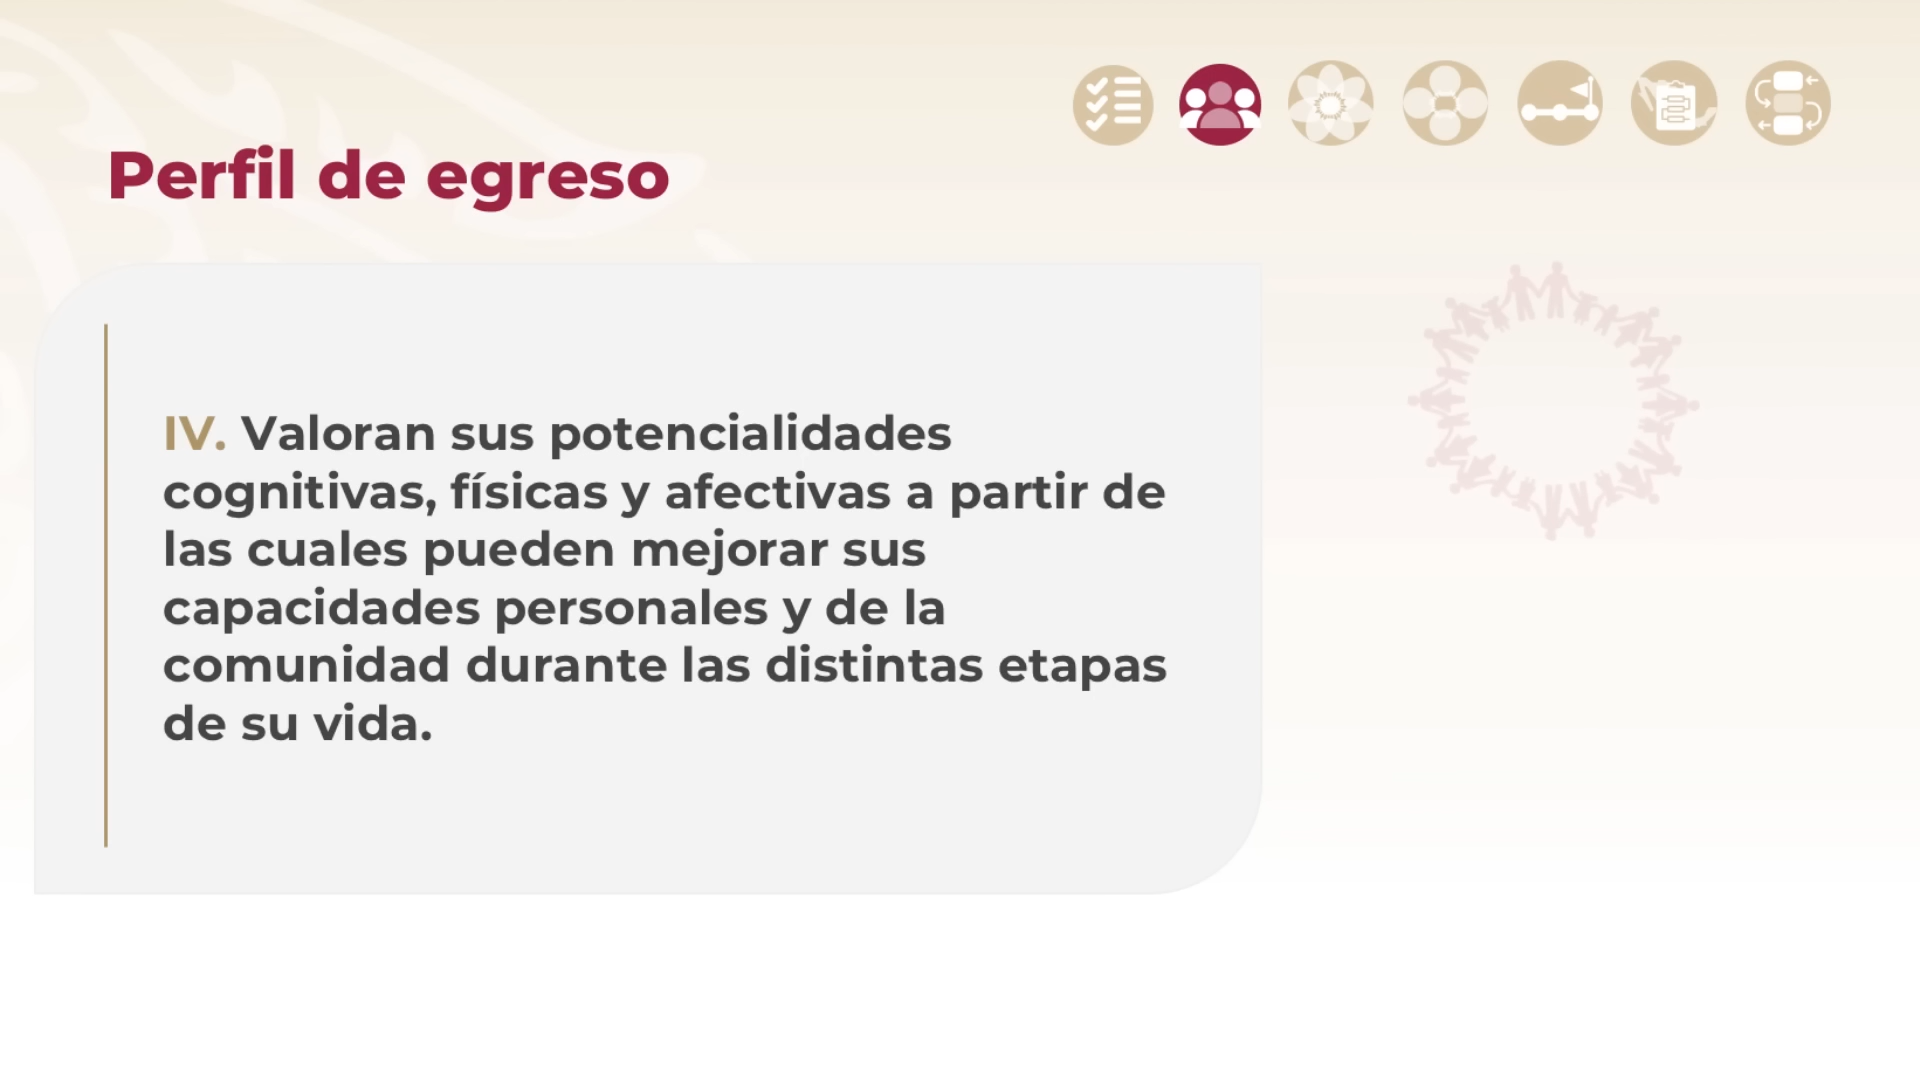 Perfil de egreso
IV. Valoran sus potencialidades
cognitivas, físicas y afectivas a partir de
las cuales pueden mejorar sus
capacidades personales y de la
comunidad durante las distintas etapas
de su vida.